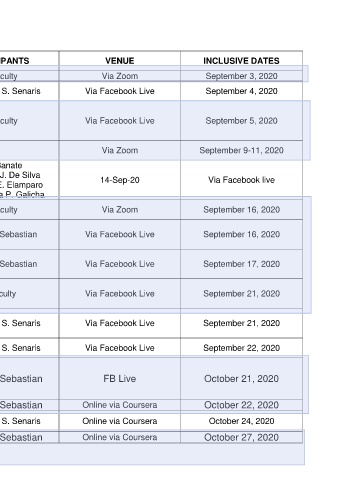 PANTS VENUE INCLUSIVE DATES
culty Via Zoom September 3, 2020
S. Senaris Via Facebook Live September 4, 2020
culty Via Facebook Live September 5, 2020
Via Zoom September 9-11, 2020
J. De Silva
E. Elamparo
a P. Galicha
14-Sep-20 Via Facebook live
culty Via Zoom September 16, 2020
Sebastian Via Facebook Live September 16, 2020
Sebastian Via Facebook Live September 17, 2020
culty Via Facebook Live September 21, 2020
S. Senaris Via Facebook Live September 21, 2020
S. Senaris Via Facebook Live September 22, 2020
Sebastian FB Live October 21, 2020
Sebastian Online via Coursera October 22, 2020
S. Senaris Online via Coursera October 24, 2020
Sebastian Online via Coursera October 27, 2020